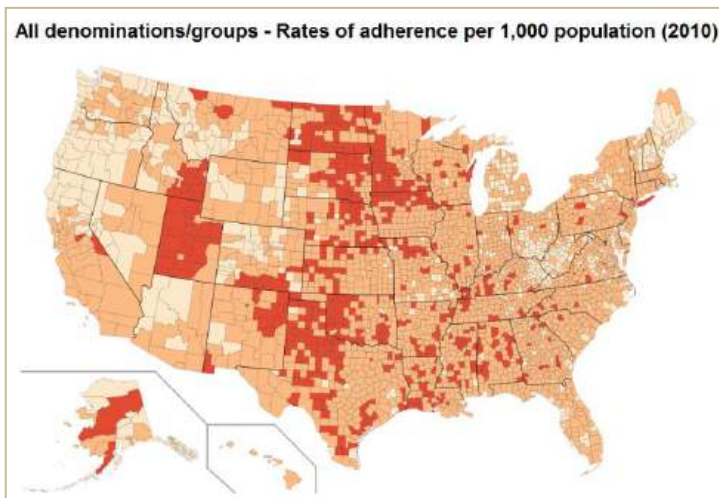 All denominations/groups - Rates of adherence per 1,000 population (2010)